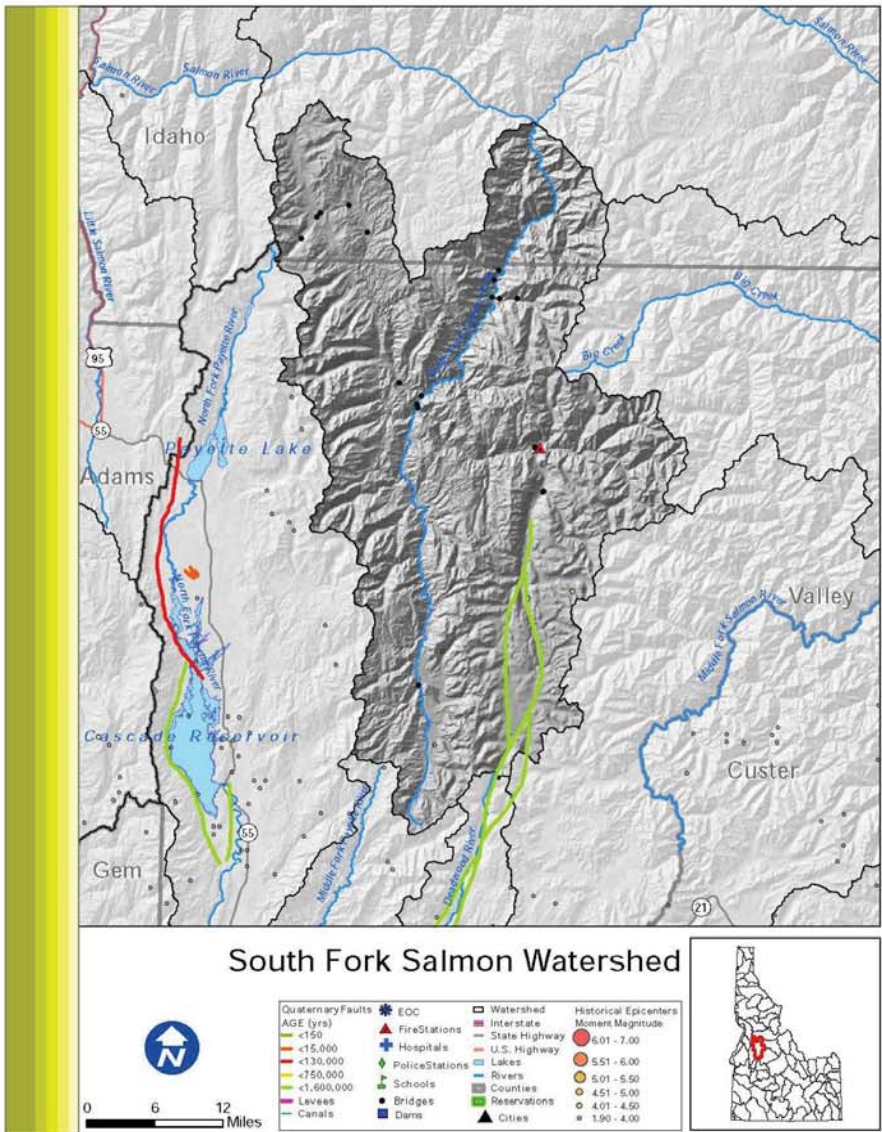 Salmon River
Salmon River
Salmon River
Idaho
Little Salmon River
Big Creek
Big Creek
North Fork Payette River
95
55
Payette Lake
Adams
North Fork Payette River
Valley
Middle Fork Salmon River
Cascade Reservoir
Custer
55
Gem
Middle Fork Payette River
Deadwood River
21
South Fork Salmon Watershed
N
0 6 12
Miles
Quaternary Faults
AGE (yrs)
<150
<15,000
<130,000
<750,000
<1,600,000
Levees
Canals
EOC
FireStations
Hospitals
PoliceStations
Schools
Bridges
Dams
Watershed
Interstate
State Highway
U.S. Highway
Lakes
Rivers
Counties
Reservations
Cities
Historical Epicenters
Moment Magnitude
6.01 - 7.00
5.51 - 6.00
5.01 - 5.50
4.51 - 5.00
4.01 - 4.50
1.90 - 4.00